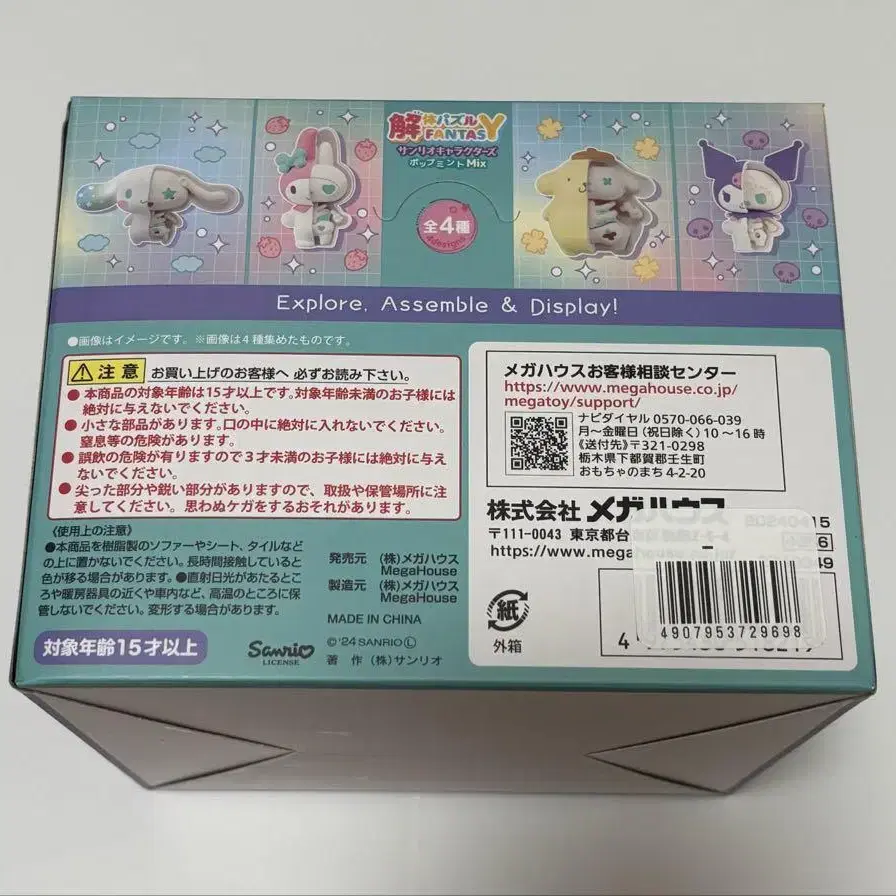 解体パズル
FANTASY
サンリオキャラクターズ
ポップミントMix
全4種
4designs
Explore, Assemble & Display!
●画像はイメージです。※画像は4種集めたものです。
注意 お買い上げのお客様へ 必ずお読み下さい。
●本商品の対象年齢は15才以上です。対象年齢未満のお子様には
絶対に与えないでください。
●小さな部品があります。口の中に絶対に入れないでください。
窒息等の危険があります。
●誤飲の危険が有りますので3才未満のお子様には絶対に与え
ないでください。
●尖った部分や鋭い部分がありますので、取扱や保管場所に注
意してください。思わぬケガをするおそれがあります。
《使用上の注意》
●本商品を樹脂製のソファーやシート、タイルなど
の上に置かないでください。長時間接触していると
色が移る場合があります。●直射日光があたるとこ
ろや暖房器具の近くや車内など、高温のところに保
管しないでください。変形する場合があります。
対象年齢15才以上
Sanrio
LICENSE
発売元 (株)メガハウス
MegaHouse
製造元 (株)メガハウス
MegaHouse
MADE IN CHINA
©'24 SANRIO Ⓛ
著作 (株)サンリオ
メガハウスお客様相談センター
https://www.megahouse.co.jp/
megatoy/support/
ナビダイヤル 0570-066-039
月~金曜日(祝日除く)10~16時
《送付先》〒321-0298
栃木県下都賀郡壬生町
おもちゃのまち4-2-20
株式会社 メガハウス
〒111-0043 東京都台
https://www.mega
紙
外箱
4907953729698